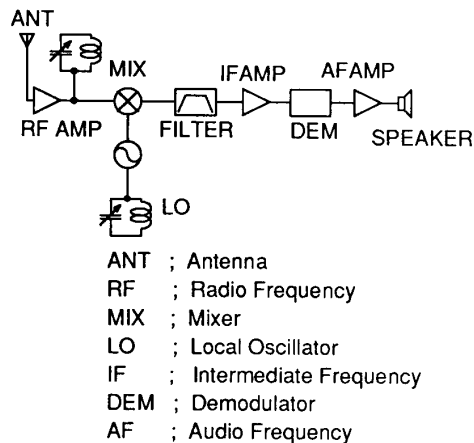 ANT
MIX
IFAMP
AFAMP
RF AMP
FILTER
DEM
SPEAKER
LO
ANT ; Antenna
RF ; Radio Frequency
MIX ; Mixer
LO ; Local Oscillator
IF ; Intermediate Frequency
DEM ; Demodulator
AF ; Audio Frequency